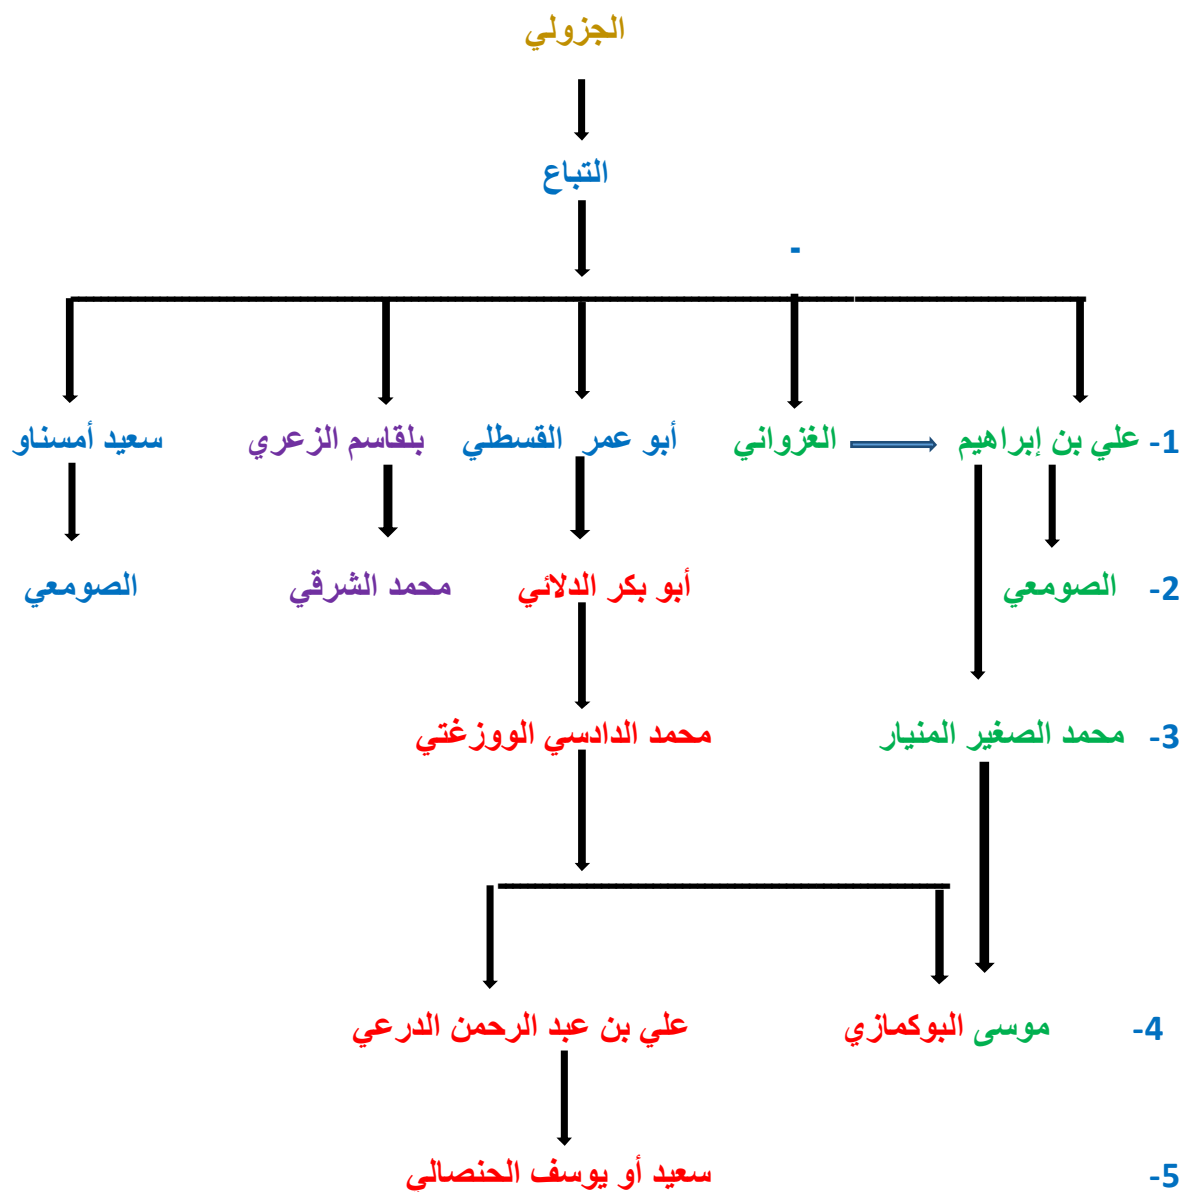 الجزولي
التباع
-
1- علي بن إبراهيم الغزواني أبو عمر القسطلي بلقاسم الزعري سعيد أمسناو
2- الصومعي أبو بكر الدلائي محمد الشرقي الصومعي
3- محمد الصغير المنيار محمد الدادسي الووزغتي
4- موسى البوكمازي علي بن عبد الرحمن الدرعي
5- سعيد أو يوسف الحنصالي